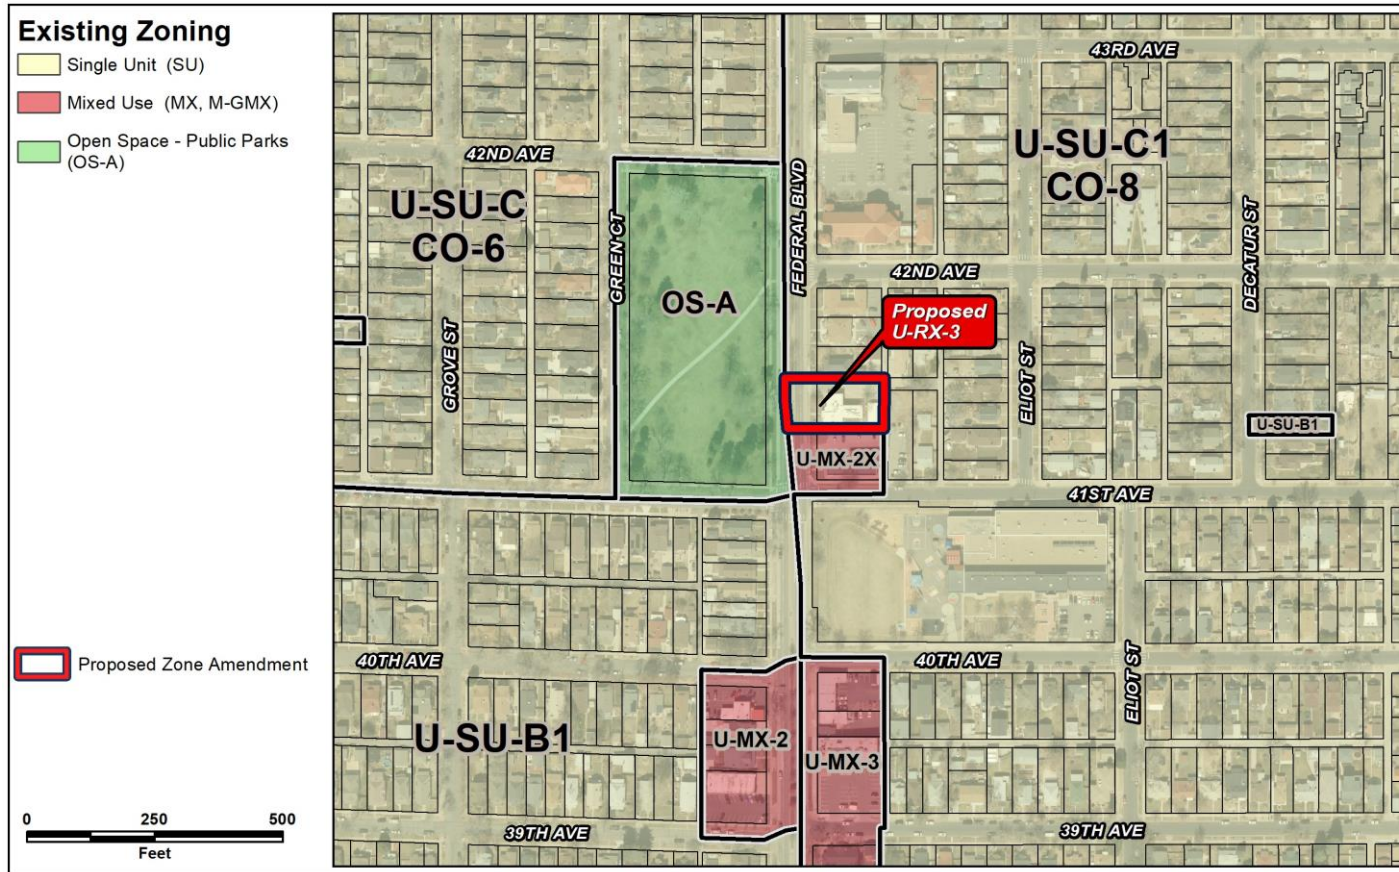 Existing Zoning
Single Unit (SU)
Mixed Use (MX, M-GMX)
Open Space - Public Parks
(OS-A)
Proposed Zone Amendment
0 250 500
Feet
43RD AVE
42ND AVE
U-SU-C
CO-6
U-SU-C1
CO-8
GREEN CT
FEDERAL BLVD
42ND AVE
DECATUR ST
OS-A
Proposed
U-RX-3
GROVE ST
ELIOT ST
U-SU-B1
U-MX-2X
41ST AVE
40TH AVE
40TH AVE
ELIOT ST
U-SU-B1
U-MX-2
U-MX-3
39TH AVE
39TH AVE